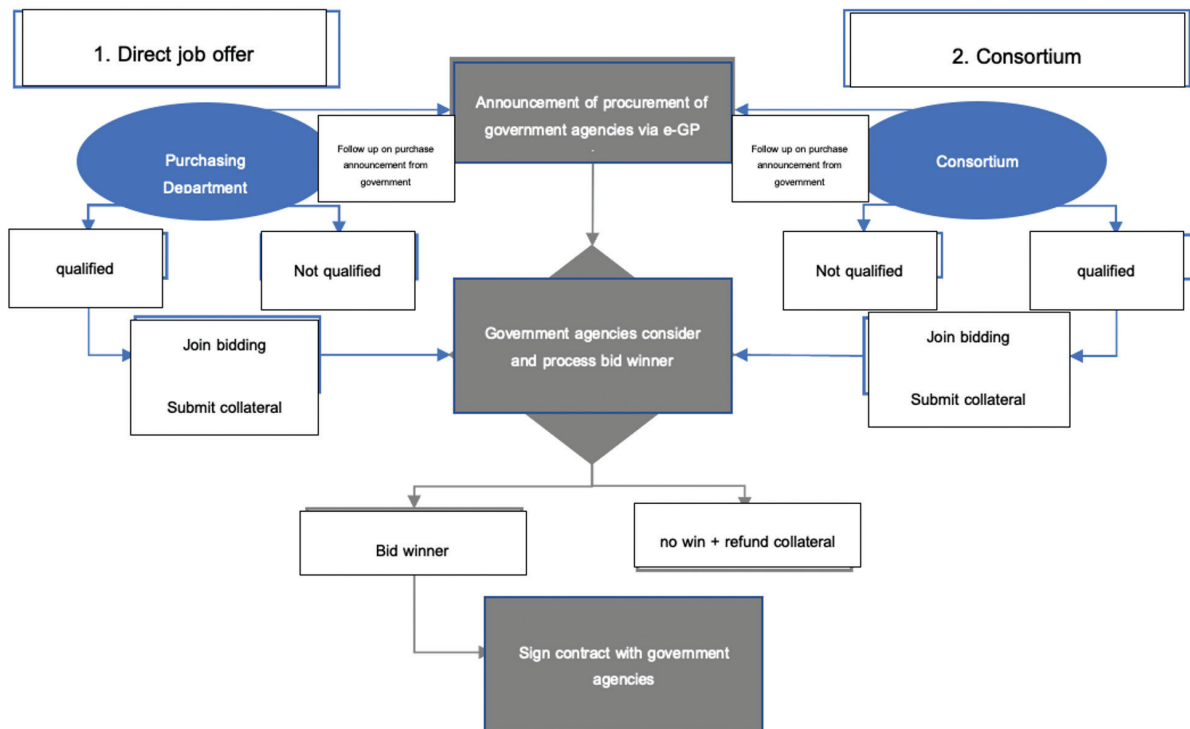 1. Direct job offer
2. Consortium
Announcement of procurement of
government agencies via e-GP
.
Purchasing
Department
Follow up on purchase
announcement from
government
Follow up on purchase
announcement from
government
Consortium
qualified
Not qualified
Not qualified
qualified
Join bidding
Submit collateral
Government agencies consider
and process bid winner
Join bidding
Submit collateral
Bid winner
no win + refund collateral
Sign contract with government
agencies